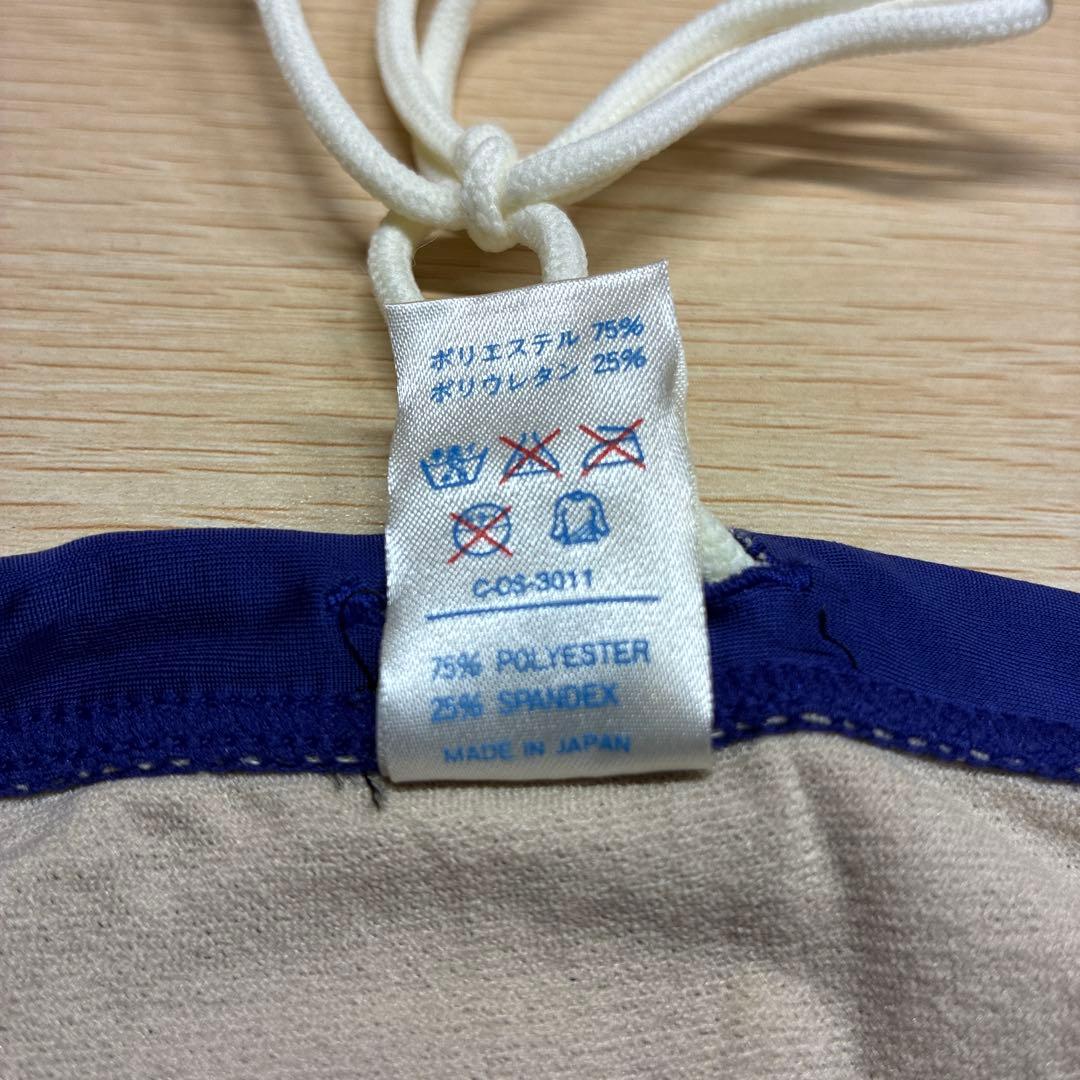 ポリエステル 75%
ポリウレタン 25%
C-OS-3011
75% POLYESTER
25% SPANDEX
MADE IN JAPAN